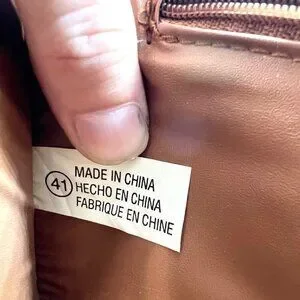 MADE IN CHINA
41 HECHO EN CHINA
FABRIQUE EN CHINE